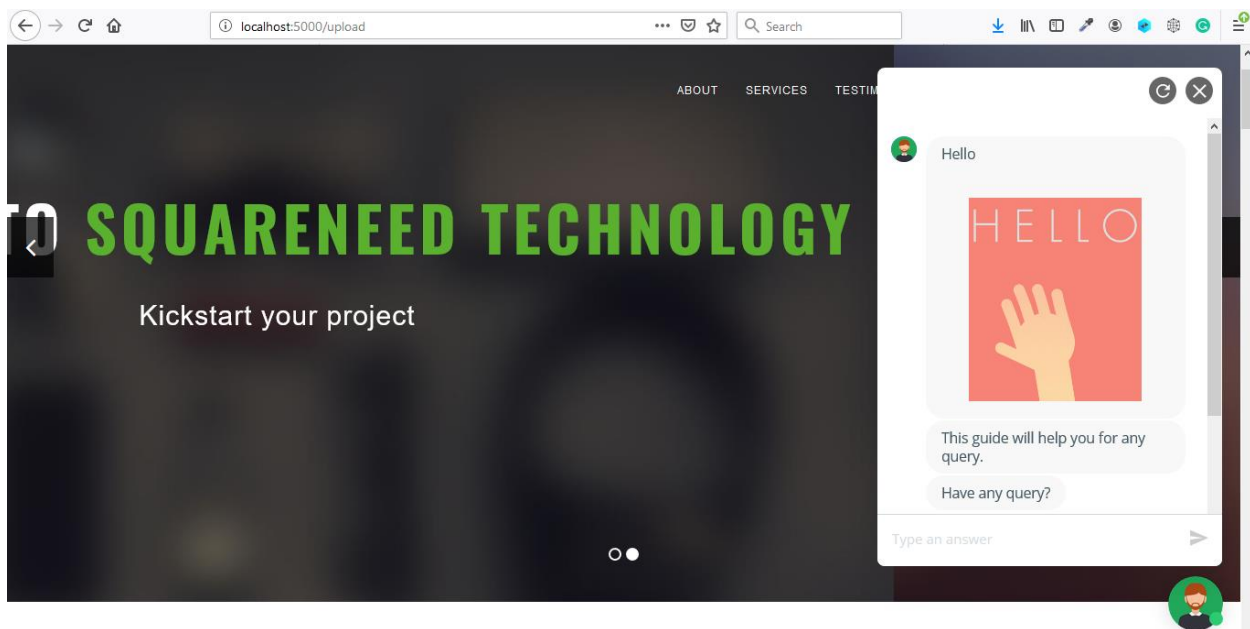 localhost:5000/upload
Search
ABOUT SERVICES TESTIM
TO SQUARENEED TECHNOLOGY
Kickstart your project
Hello
HELLO
This guide will help you for any
query.
Have any query?
Type an answer